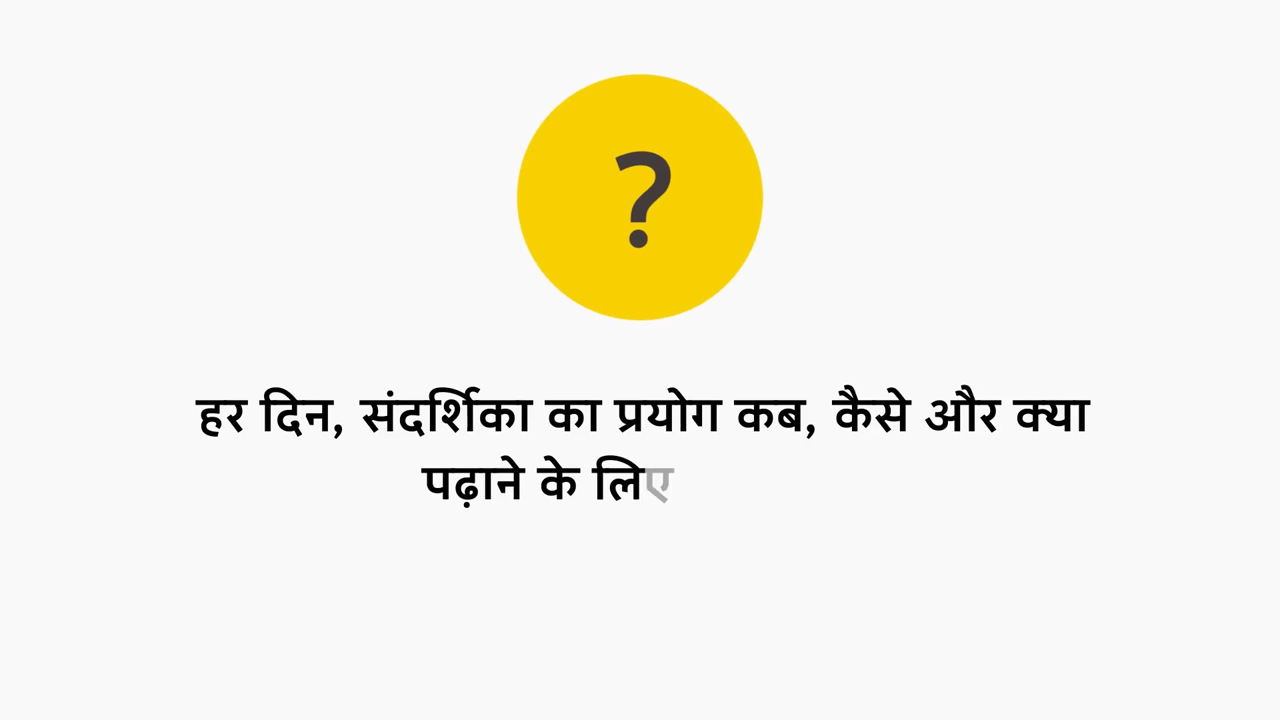 ?
हर दिन, संदर्शिका का प्रयोग कब, कैसे और क्या
पढ़ाने के लिए